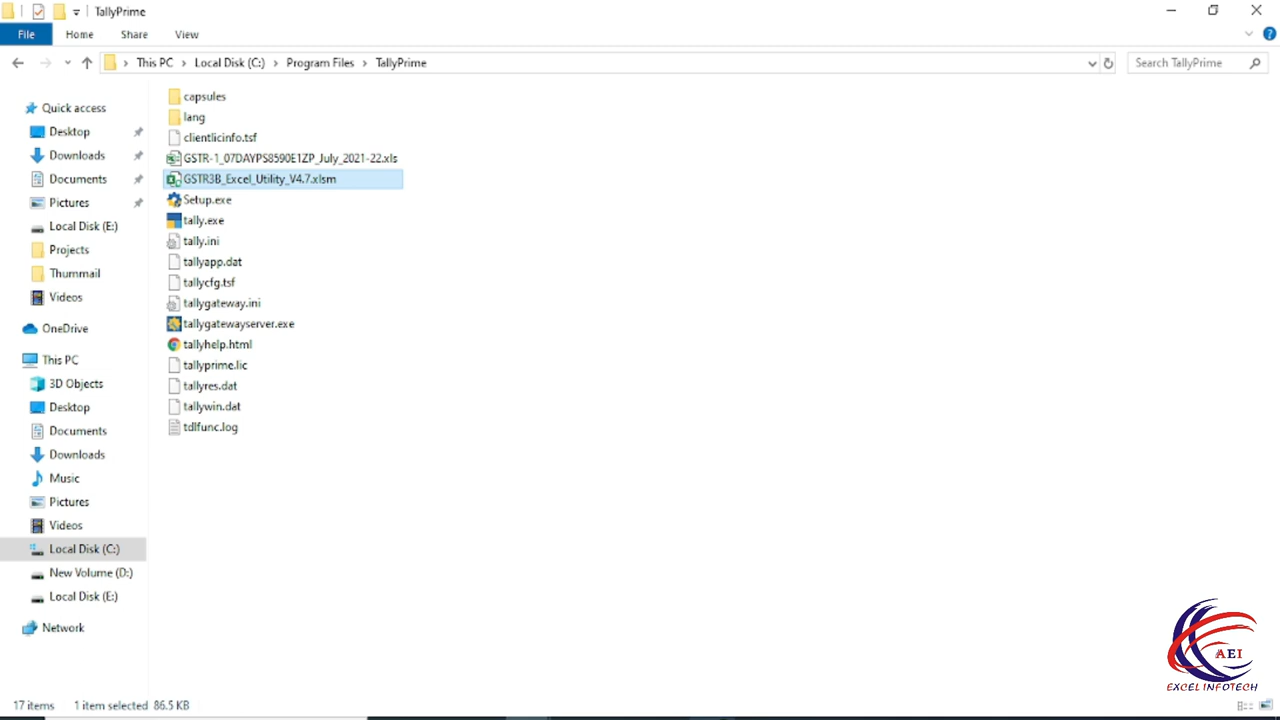 TallyPrime
File Home Share View
This PC Local Disk (C:) Program Files TallyPrime
Search TallyPrime
Quick access
Desktop
Downloads
Documents
Pictures
Local Disk (E:)
Projects
Thummail
Videos
OneDrive
This PC
3D Objects
Desktop
Documents
Downloads
Music
Pictures
Videos
Local Disk (C:)
New Volume (D:)
Local Disk (E:)
Network
capsules
lang
clientlicinfo.tsf
GSTR-1_07DAYPS8590E1ZP_July_2021-22.xls
GSTR3B_Excel_Utility_V4.7.xlsm
Setup.exe
tally.exe
tally.ini
tallyapp.dat
tallycfg.tsf
tallygateway.ini
tallygatewayserver.exe
tallyhelp.html
tallyprime.lic
tallyres.dat
tallywin.dat
tdlfunc.log
AEI
EXCEL INFOTECH
17 items 1 item selected 86.5 KB